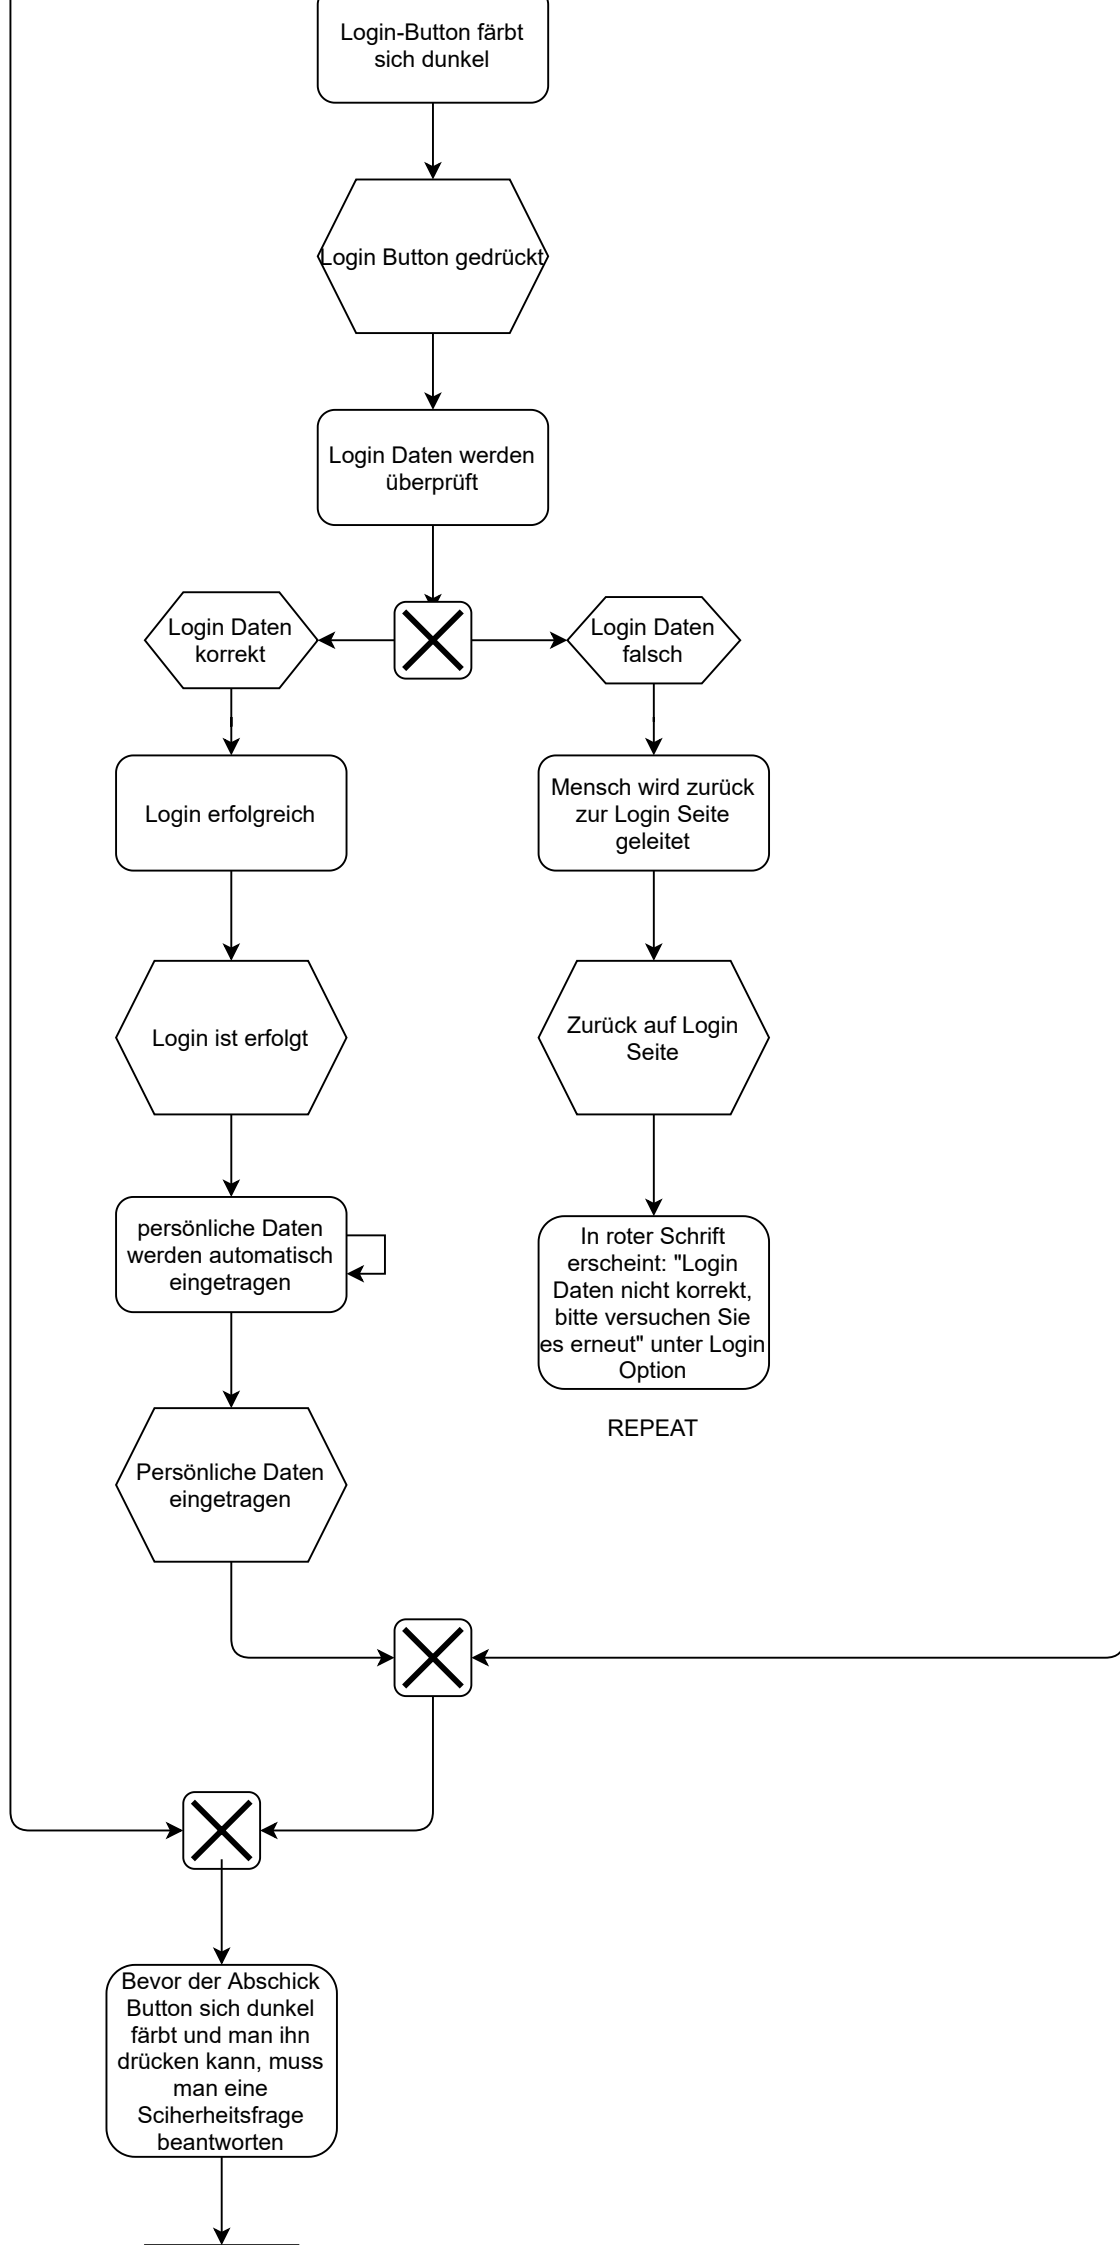 Login-Button färbt
sich dunkel
Login Button gedrückt
Login Daten werden
überprüft
Login Daten
korrekt
Login Daten
falsch
Login erfolgreich
Mensch wird zurück
zur Login Seite
geleitet
Login ist erfolgt
Zurück auf Login
Seite
persönliche Daten
werden automatisch
eingetragen
In roter Schrift
erscheint: "Login
Daten nicht korrekt,
bitte versuchen Sie
es erneut" unter Login
Option
REPEAT
Persönliche Daten
eingetragen
Bevor der Abschick
Button sich dunkel
färbt und man ihn
drücken kann, muss
man eine
Sciherheitsfrage
beantworten